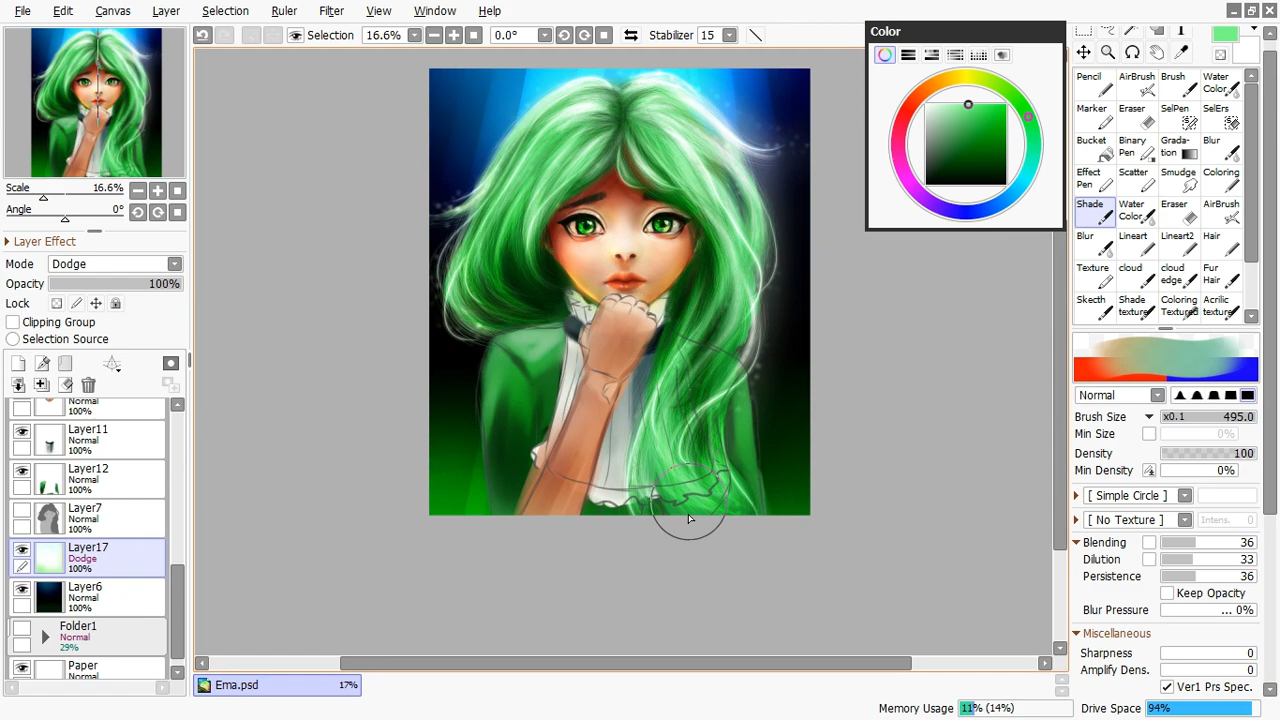 File Edit Canvas Layer Selection Ruler Filter View Window Help
Selection 16.6% 0.0° Stabilizer 15
Color
Scale 16.6%
Angle 0°
Layer Effect
Mode Dodge
Opacity 100%
Lock
Clipping Group
Selection Source
100%
Layer11
Normal
100%
Layer12
Normal
100%
Layer7
Normal
100%
Layer17
Dodge
100%
Layer6
Normal
100%
Folder1
Normal
29%
Paper
Normal
100%
Ema.psd 17%
Pencil AirBrush Brush Water Color
Marker Eraser SelPen SelErs
Bucket Binary Pen Gradation Blur
Effect Pen Scatter Smudge Coloring
Shade Water Color Eraser AirBrush
Blur Lineart Lineart2 Hair
Texture cloud cloud edge Fur Hair
Skecth Shade texture Coloring Texture Acrilic texture
Normal
Brush Size x0.1 495.0
Min Size 0%
Density 100
Min Density 0%
[ Simple Circle ]
[ No Texture ] Intens. 0
Blending 36
Dilution 33
Persistence 36
Keep Opacity
Blur Pressure ... 0%
Miscellaneous
Sharpness 0
Amplify Dens. 0
Ver1 Prs Spec.
Memory Usage 11% (14%) Drive Space 94%